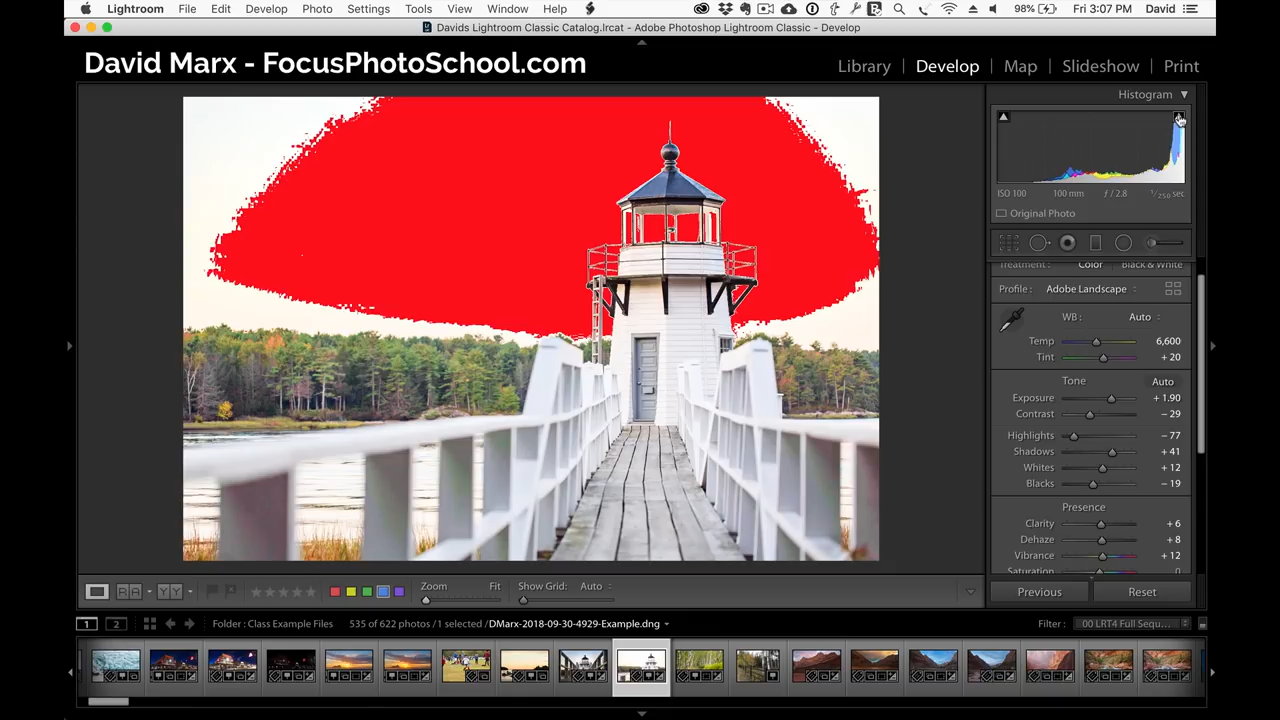 Lightroom File Edit Develop Photo Settings Tools View Window Help 98% Fri 3:07 PM David
Davids Lightroom Classic Catalog.lrcat - Adobe Photoshop Lightroom Classic - Develop
David Marx - FocusPhotoSchool.com
Library | Develop | Map | Slideshow | Print
Histogram
ISO 100 100 mm ƒ / 2.8 1/250 sec
Original Photo
Treatment: Color Black & White
Profile: Adobe Landscape
WB: Auto
Temp 6,600
Tint + 20
Tone Auto
Exposure + 1.90
Contrast − 29
Highlights − 77
Shadows + 41
Whites + 12
Blacks − 19
Presence
Clarity + 6
Dehaze + 8
Vibrance + 12
Saturation 0
Previous Reset
R A Y Y Zoom Fit Show Grid: Auto
1 2 Folder: Class Example Files 535 of 622 photos / 1 selected / DMarx-2018-09-30-4929-Example.dng Filter: 00 LRT4 Full Sequ...